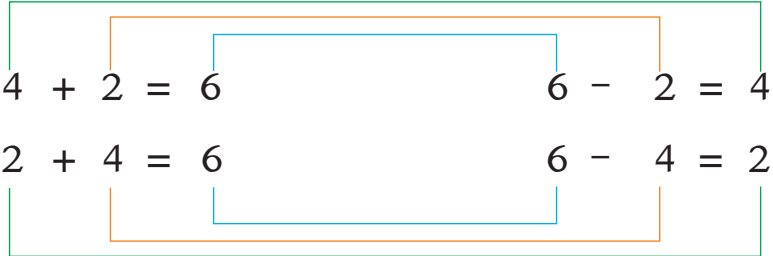 4 + 2 = 6 6 − 2 = 4
2 + 4 = 6 6 − 4 = 2